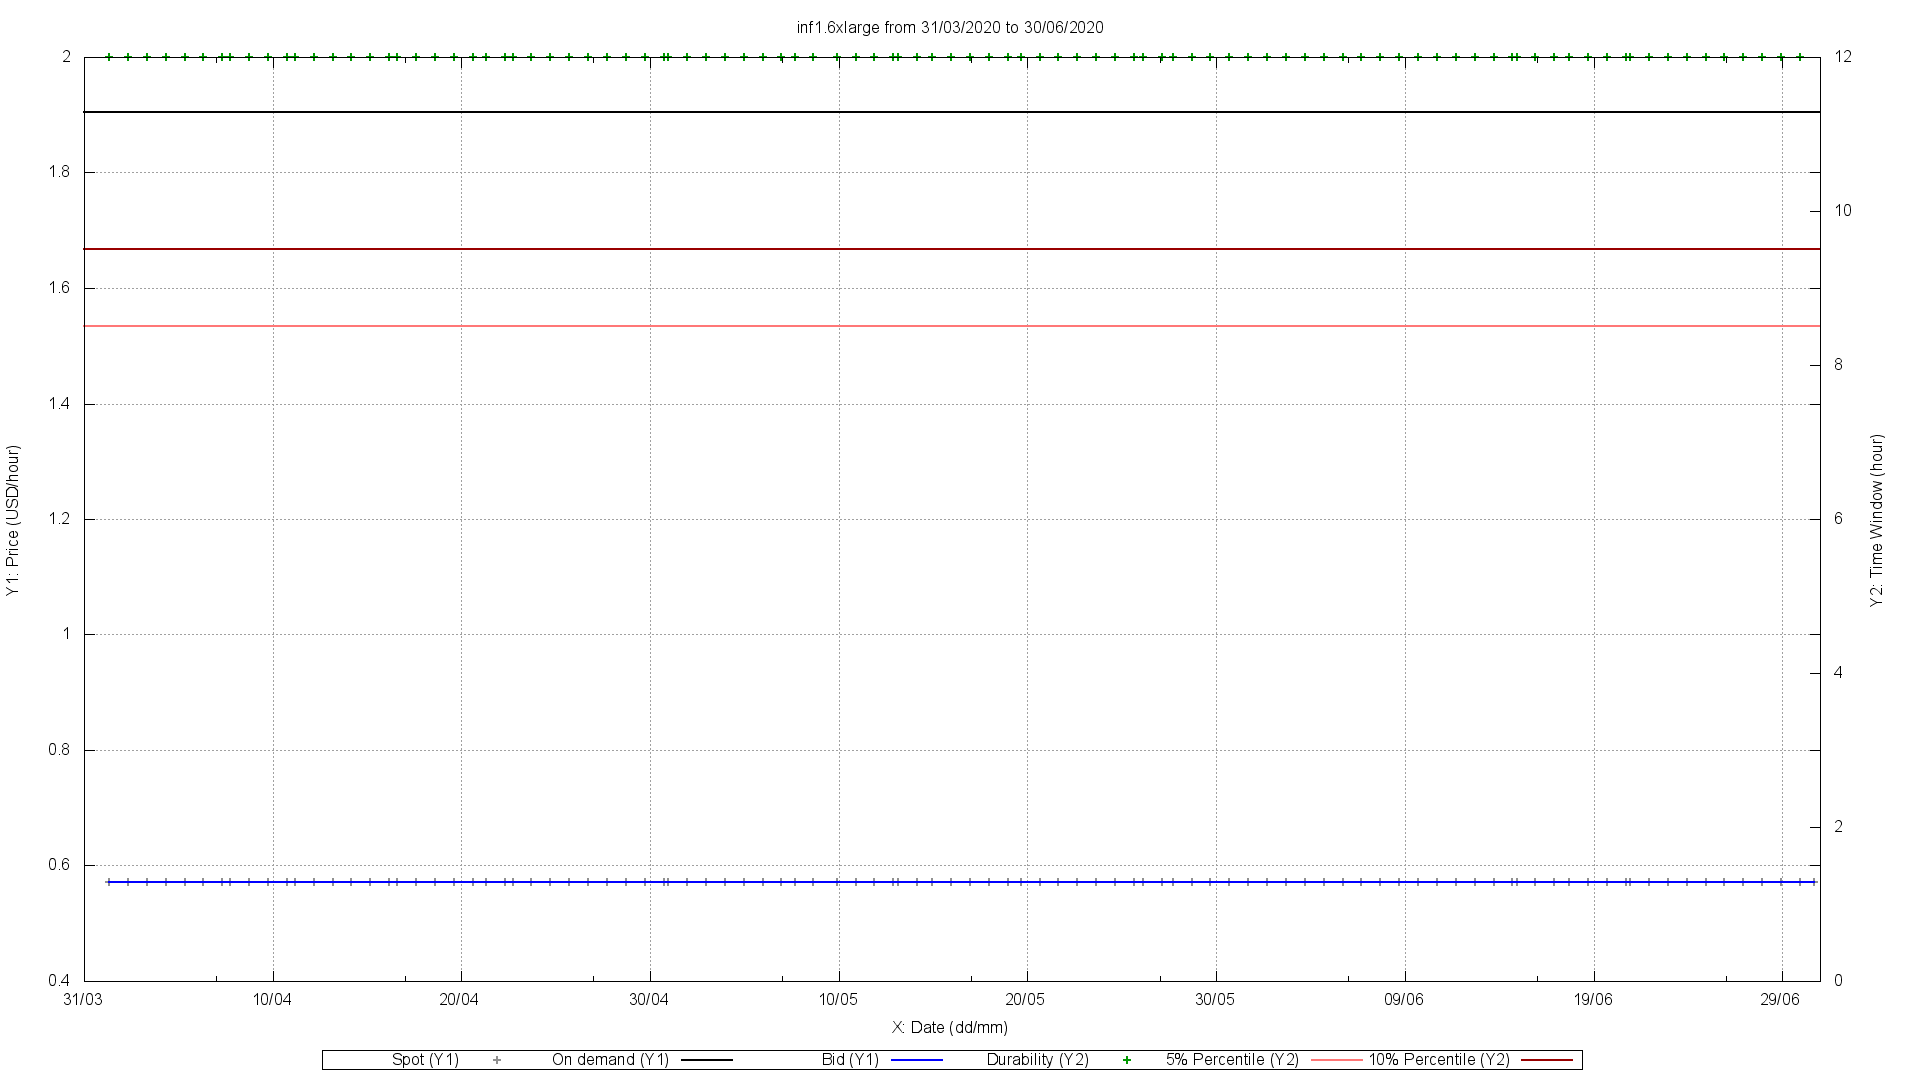 inf1.6xlarge from 31/03/2020 to 30/06/2020
2
1.8
1.6
1.4
1.2
1
0.8
0.6
0.4
12
10
8
6
4
2
0
Y1: Price (USD/hour)
Y2: Time Window (hour)
31/03 10/04 20/04 30/04 10/05 20/05 30/05 09/06 19/06 29/06
X: Date (dd/mm)
Spot (Y1) On demand (Y1) Bid (Y1) Durability (Y2) 5% Percentile (Y2) 10% Percentile (Y2)